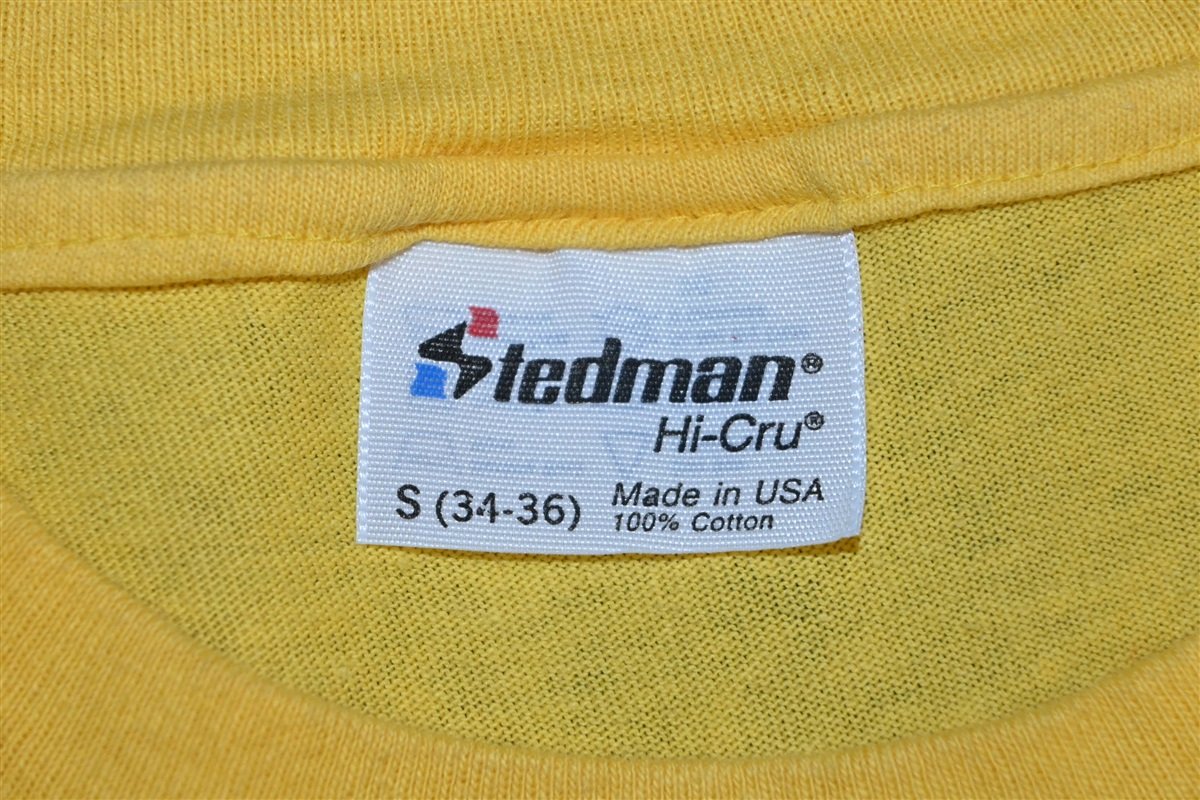 Stedman®
Hi-Cru®
S (34-36)
Made in USA
100% Cotton